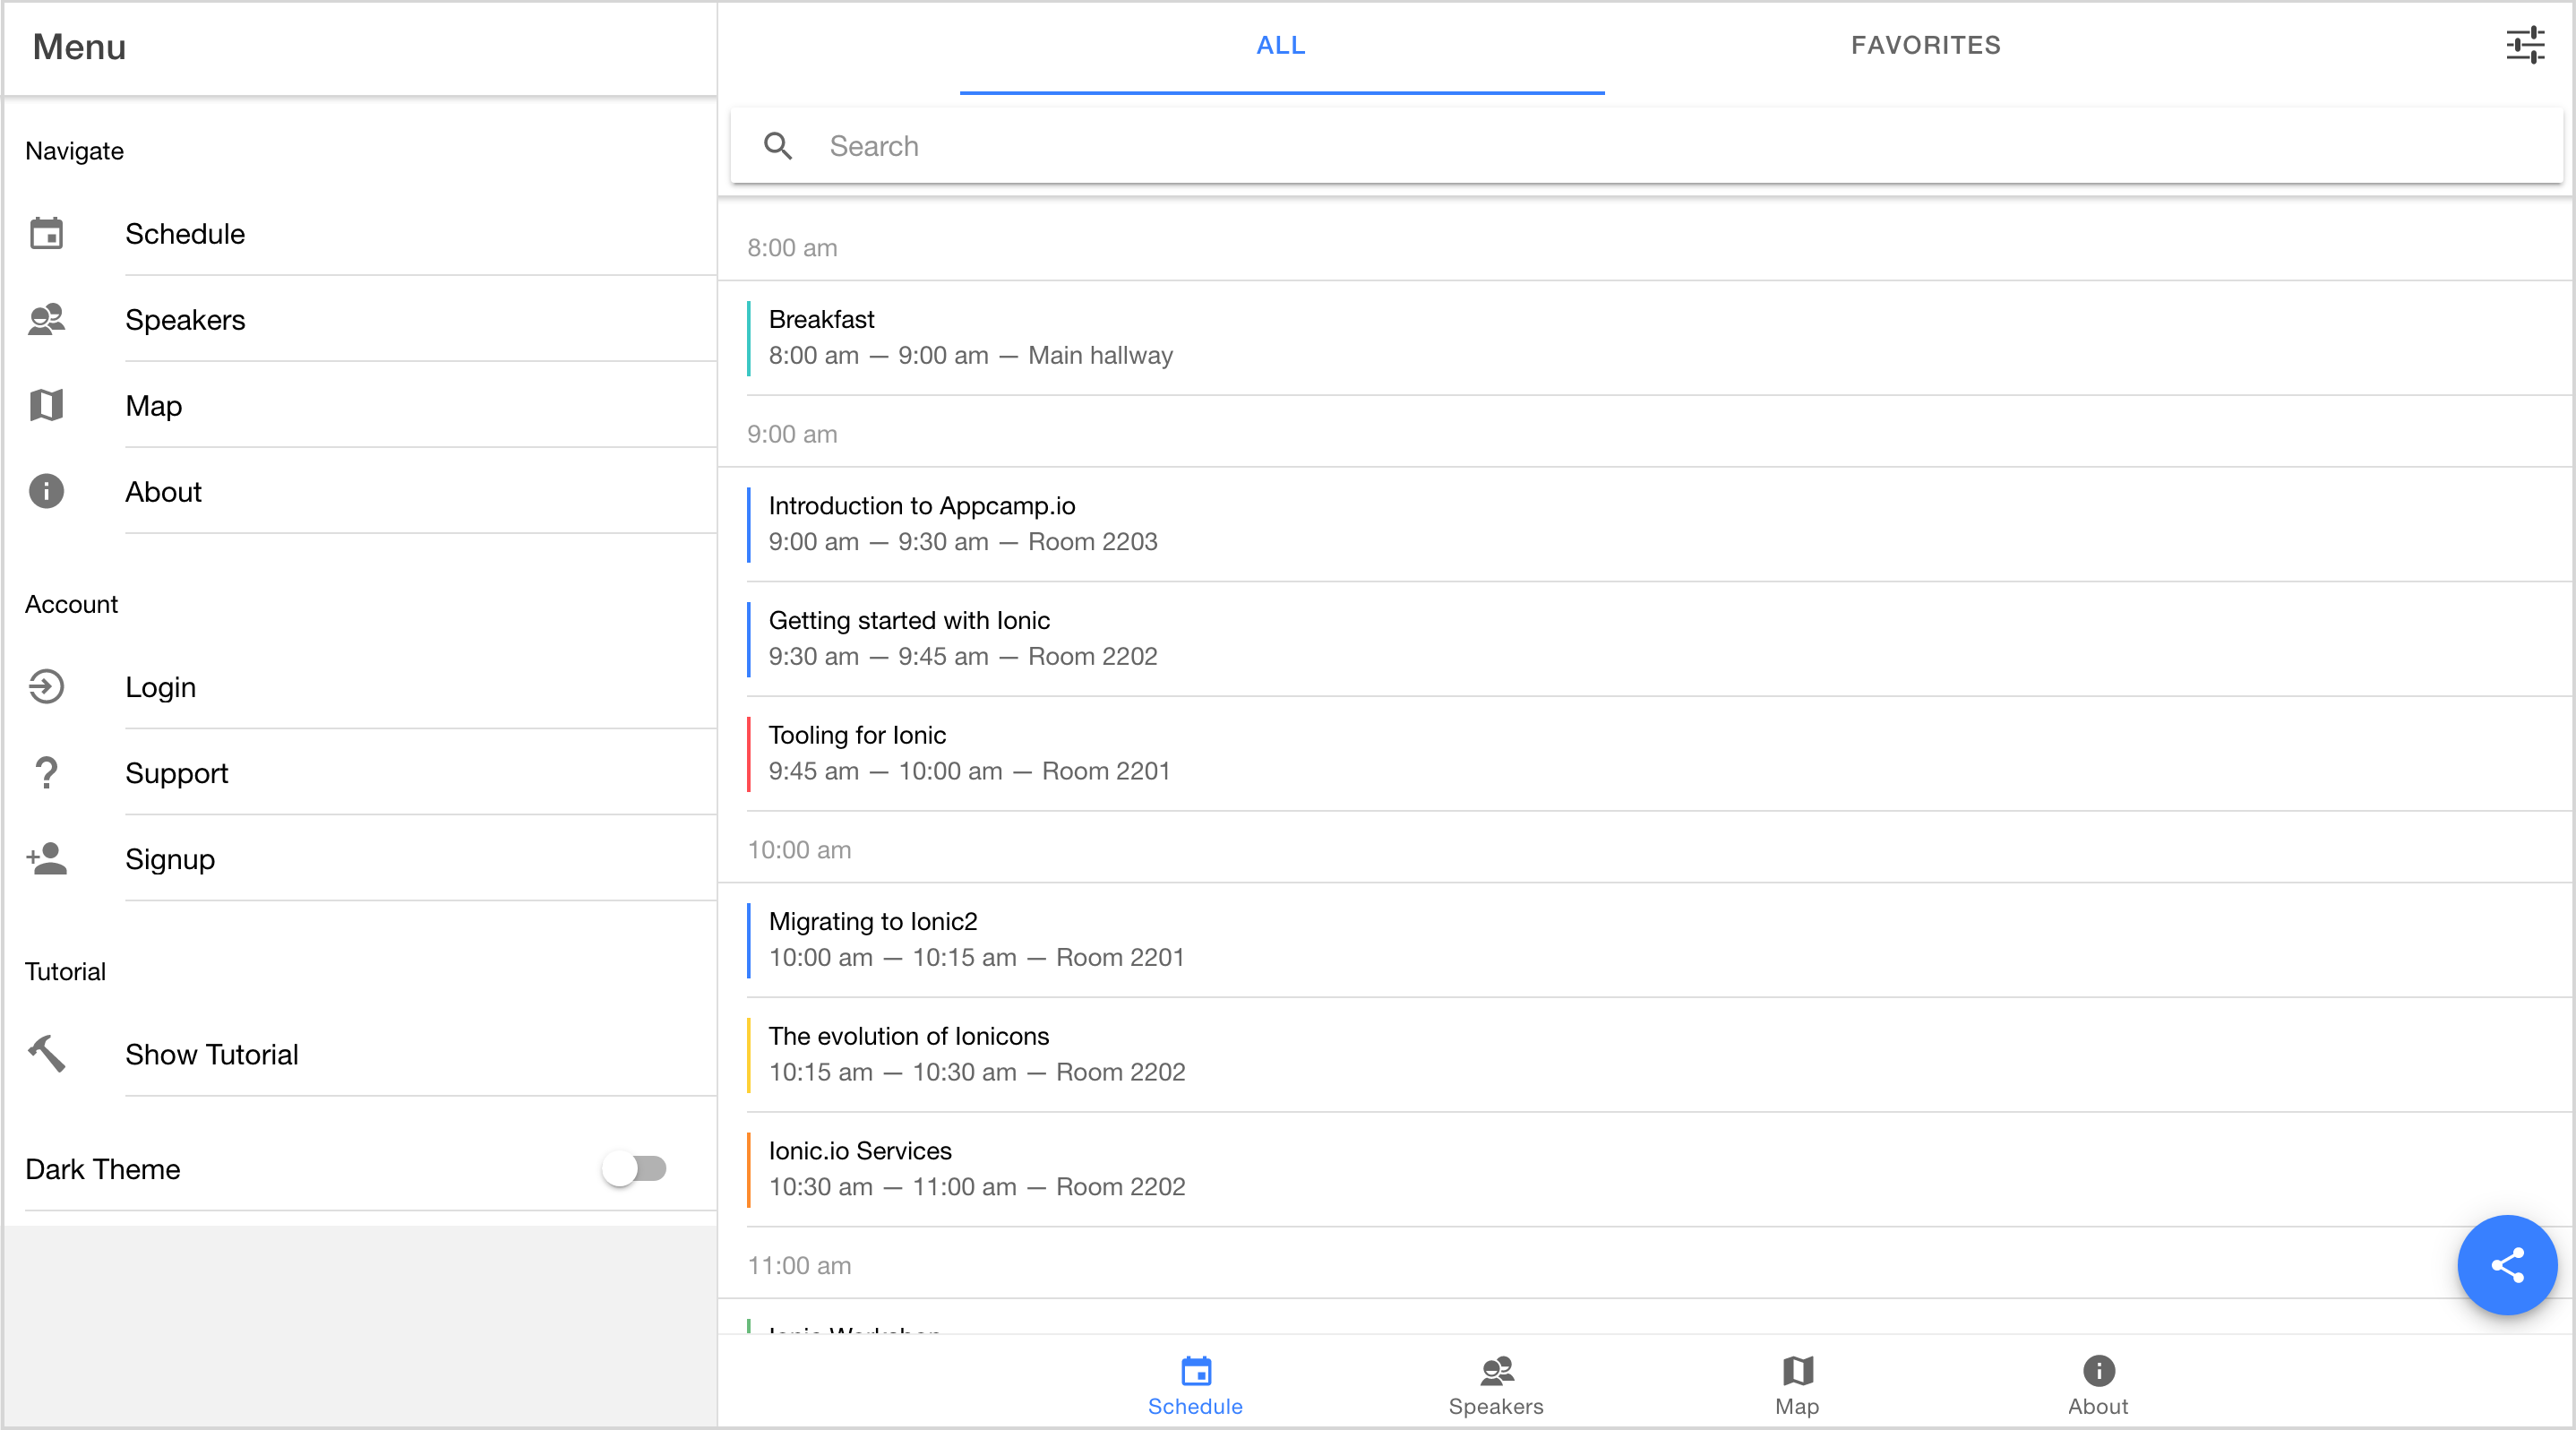 Menu
Navigate
Schedule
Speakers
Map
About
Account
Login
Support
Signup
Tutorial
Show Tutorial
Dark Theme
ALL
FAVORITES
Search
8:00 am
Breakfast
8:00 am — 9:00 am — Main hallway
9:00 am
Introduction to Appcamp.io
9:00 am — 9:30 am — Room 2203
Getting started with Ionic
9:30 am — 9:45 am — Room 2202
Tooling for Ionic
9:45 am — 10:00 am — Room 2201
10:00 am
Migrating to Ionic2
10:00 am — 10:15 am — Room 2201
The evolution of Ionicons
10:15 am — 10:30 am — Room 2202
Ionic.io Services
10:30 am — 11:00 am — Room 2202
11:00 am
Ionic Workshop
Schedule
Speakers
Map
About